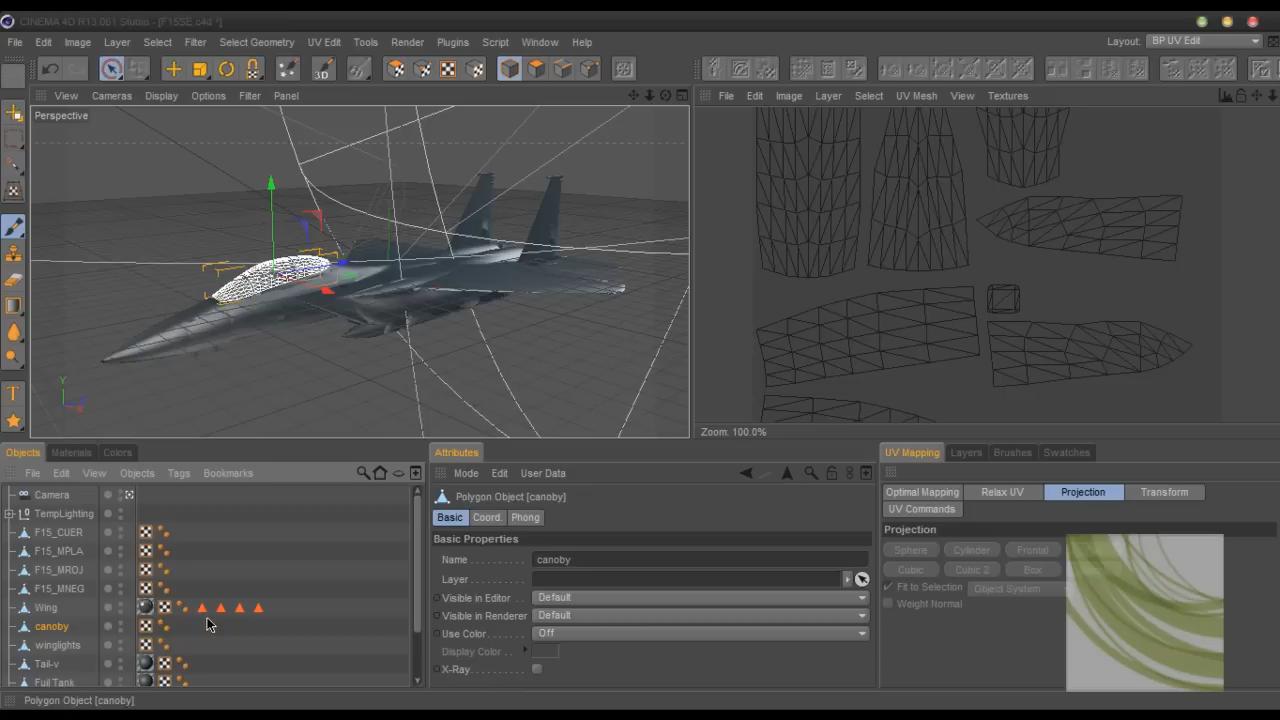 CINEMA 4D R13.061 Studio - [F15SE.c4d *]
File Edit Image Layer Select Filter Select Geometry UV Edit Tools Render Plugins Script Window Help
Layout: BP UV Edit
3D
View Cameras Display Options Filter Panel
File Edit Image Layer Select UV Mesh View Textures
Perspective
Y
Zoom: 100.0%
Objects Materials Colors
Attributes
UV Mapping Layers Brushes Swatches
File Edit View Objects Tags Bookmarks
Mode Edit User Data
Camera
TempLighting
F15_CUER
F15_MPLA
F15_MROJ
F15_MNEG
Wing
canoby
winglights
Tail-v
Fuil Tank
Polygon Object [canoby]
Basic Coord. Phong
Basic Properties
Name canoby
Layer
Visible in Editor Default
Visible in Renderer Default
Use Color Off
Display Color
X-Ray
Optimal Mapping Relax UV Projection Transform
UV Commands
Projection
Sphere Cylinder Frontal
Cubic Cubic 2 Box
Fit to Selection Object System
Weight Normal
Polygon Object [canoby]